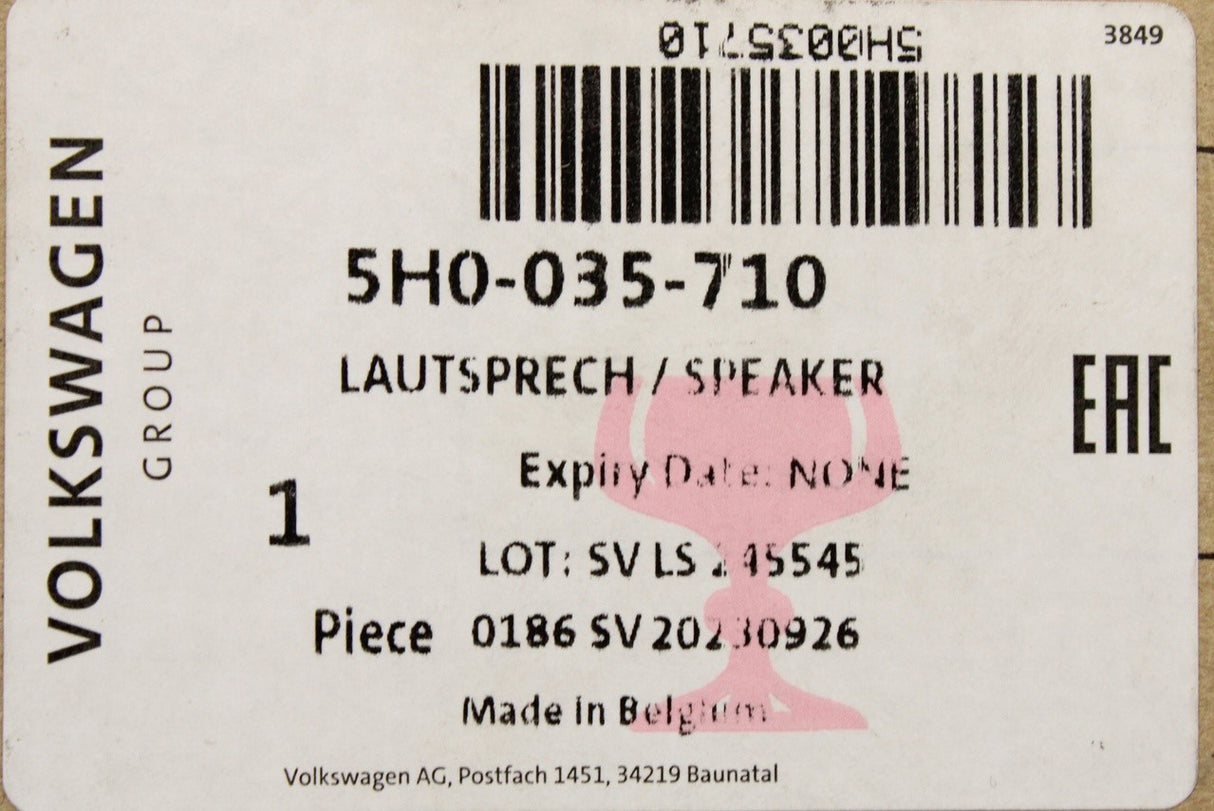 5H0035710
3849
VOLKSWAGEN
GROUP
5H0-035-710
LAUTSPRECH / SPEAKER
EAC
Expiry Date: NONE
1
LOT: SV LS 245545
Piece 0186 SV 20230926
Made in Belgium
Volkswagen AG, Postfach 1451, 34219 Baunatal